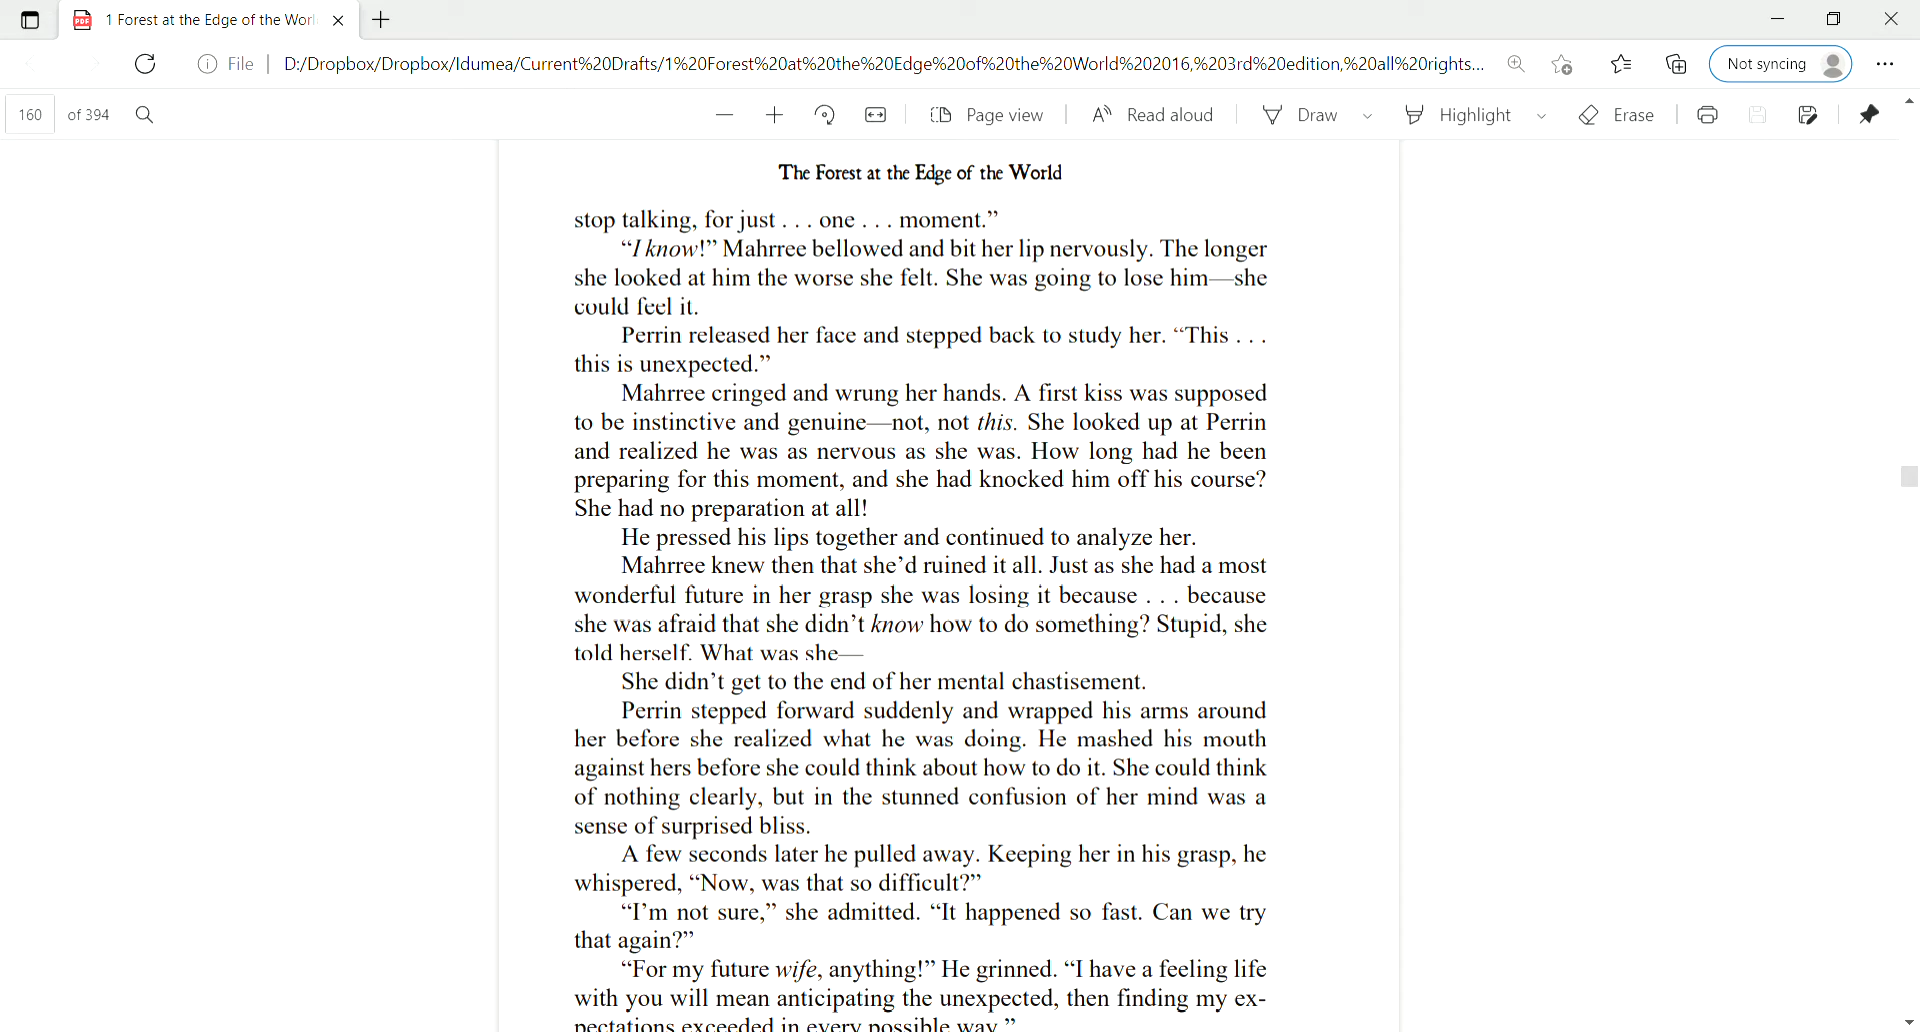 1 Forest at the Edge of the Worl
File
D:/Dropbox/Dropbox/Idumea/Current%20Drafts/1%20Forest%20at%20the%20Edge%20of%20the%20World%202016,%203rd%20edition,%20all%20rights...
Not syncing
160 of 394
Page view
Read aloud
Draw
Highlight
Erase
The Forest at the Edge of the World
stop talking, for just . . . one . . . moment.”
“I know!” Mahrree bellowed and bit her lip nervously. The longer
she looked at him the worse she felt. She was going to lose him—she
could feel it.
Perrin released her face and stepped back to study her. “This . . .
this is unexpected.”
Mahrree cringed and wrung her hands. A first kiss was supposed
to be instinctive and genuine—not, not this. She looked up at Perrin
and realized he was as nervous as she was. How long had he been
preparing for this moment, and she had knocked him off his course?
She had no preparation at all!
He pressed his lips together and continued to analyze her.
Mahrree knew then that she’d ruined it all. Just as she had a most
wonderful future in her grasp she was losing it because . . . because
she was afraid that she didn’t know how to do something? Stupid, she
told herself. What was she—
She didn’t get to the end of her mental chastisement.
Perrin stepped forward suddenly and wrapped his arms around
her before she realized what he was doing. He mashed his mouth
against hers before she could think about how to do it. She could think
of nothing clearly, but in the stunned confusion of her mind was a
sense of surprised bliss.
A few seconds later he pulled away. Keeping her in his grasp, he
whispered, “Now, was that so difficult?”
“I’m not sure,” she admitted. “It happened so fast. Can we try
that again?”
“For my future wife, anything!” He grinned. “I have a feeling life
with you will mean anticipating the unexpected, then finding my ex-
pectations exceeded in every possible way.”